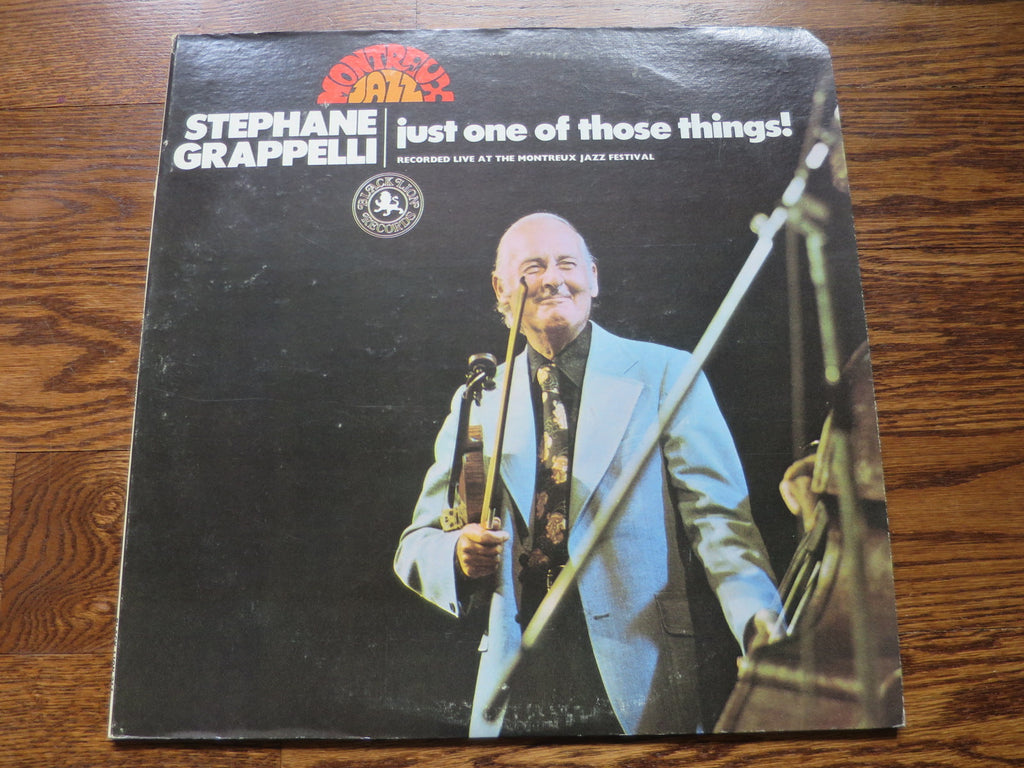 MONTREUX
JAZZ
STEPHANE
GRAPPELLI
just one of those things!
RECORDED LIVE AT THE MONTREUX JAZZ FESTIVAL
BLACK LION
RECORDS